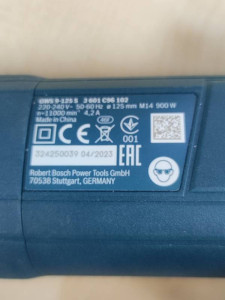 GWS 9-125 S 3 601 C96 102
220-240 V~ 50-60 Hz ⌀ 125 mm M14 900 W
n=11000 min⁻¹ 4,2 A
Made in China
001
324250039 04/2023
EAC
Robert Bosch Power Tools GmbH
70538 Stuttgart, GERMANY